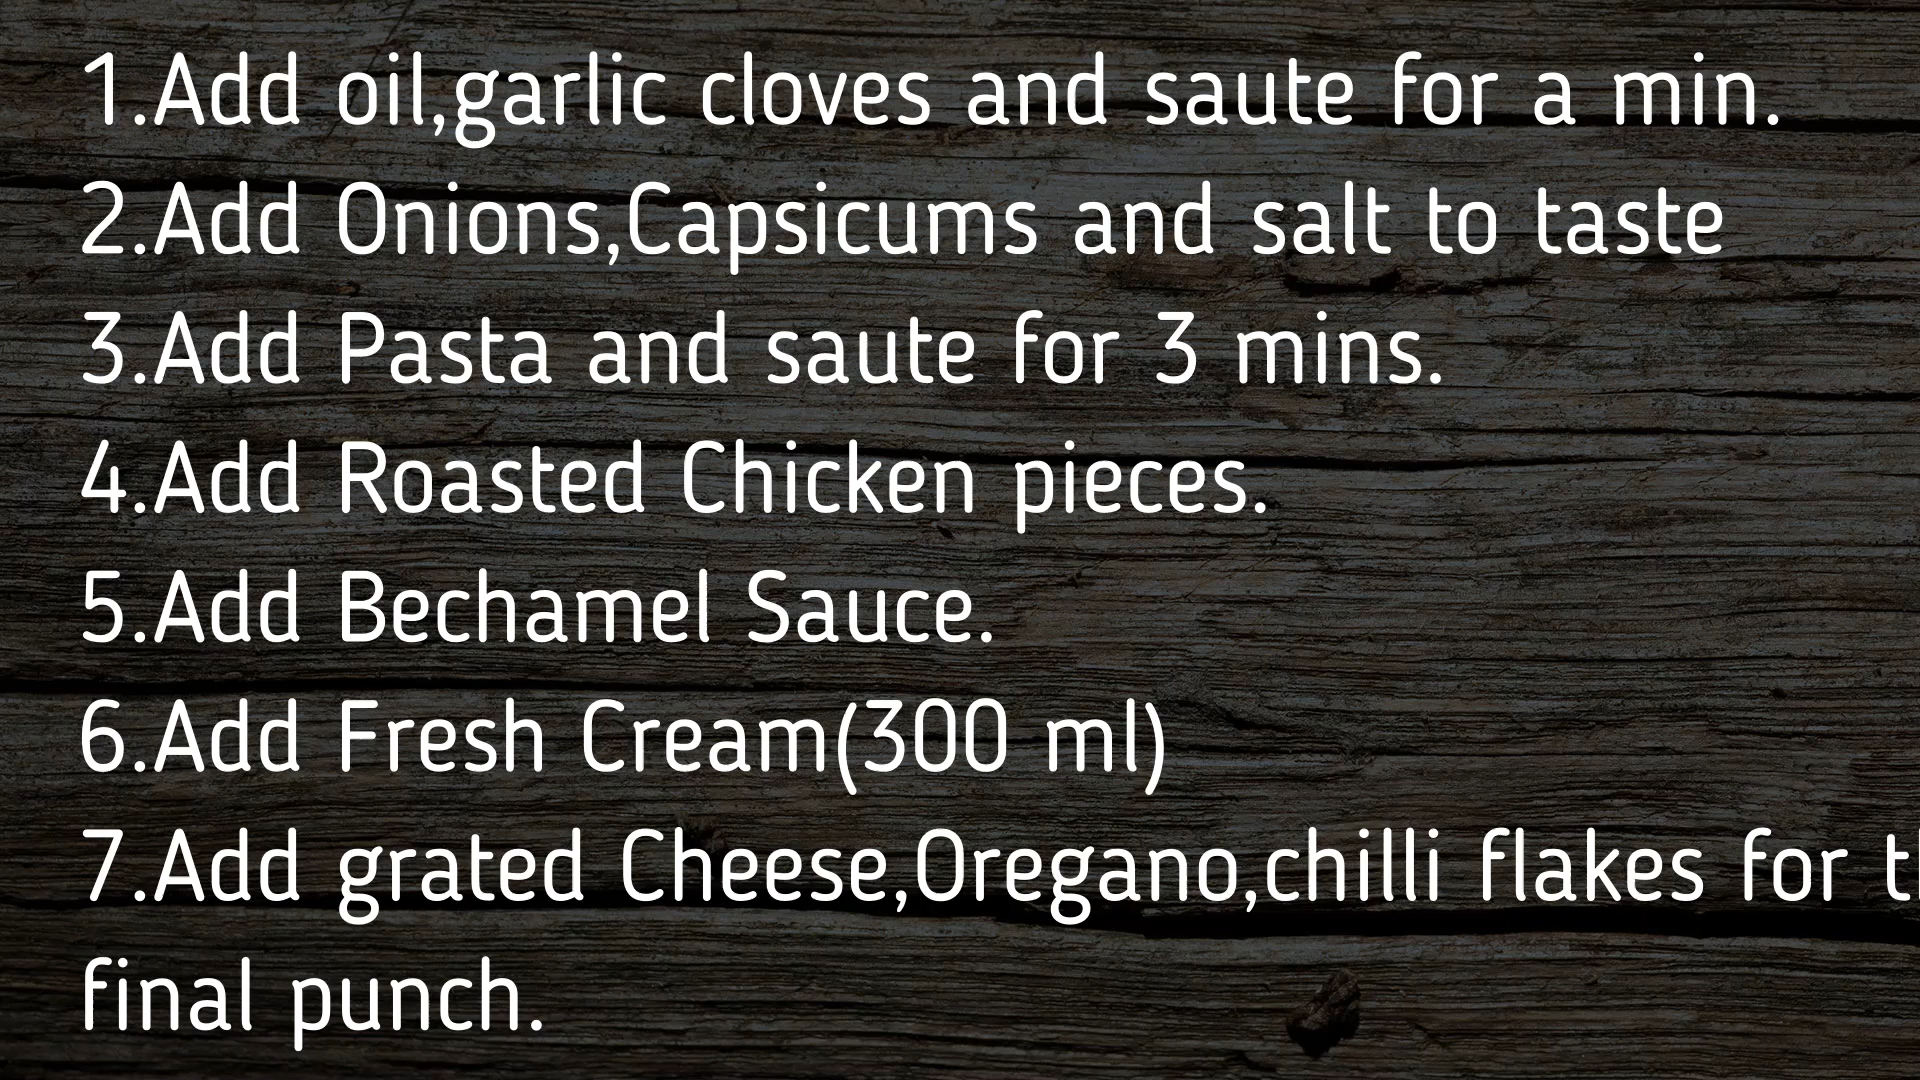 1.Add oil,garlic cloves and saute for a min.
2.Add Onions,Capsicums and salt to taste
3.Add Pasta and saute for 3 mins.
4.Add Roasted Chicken pieces.
5.Add Bechamel Sauce.
6.Add Fresh Cream(300 ml)
7.Add grated Cheese,Oregano,chilli flakes for
final punch.